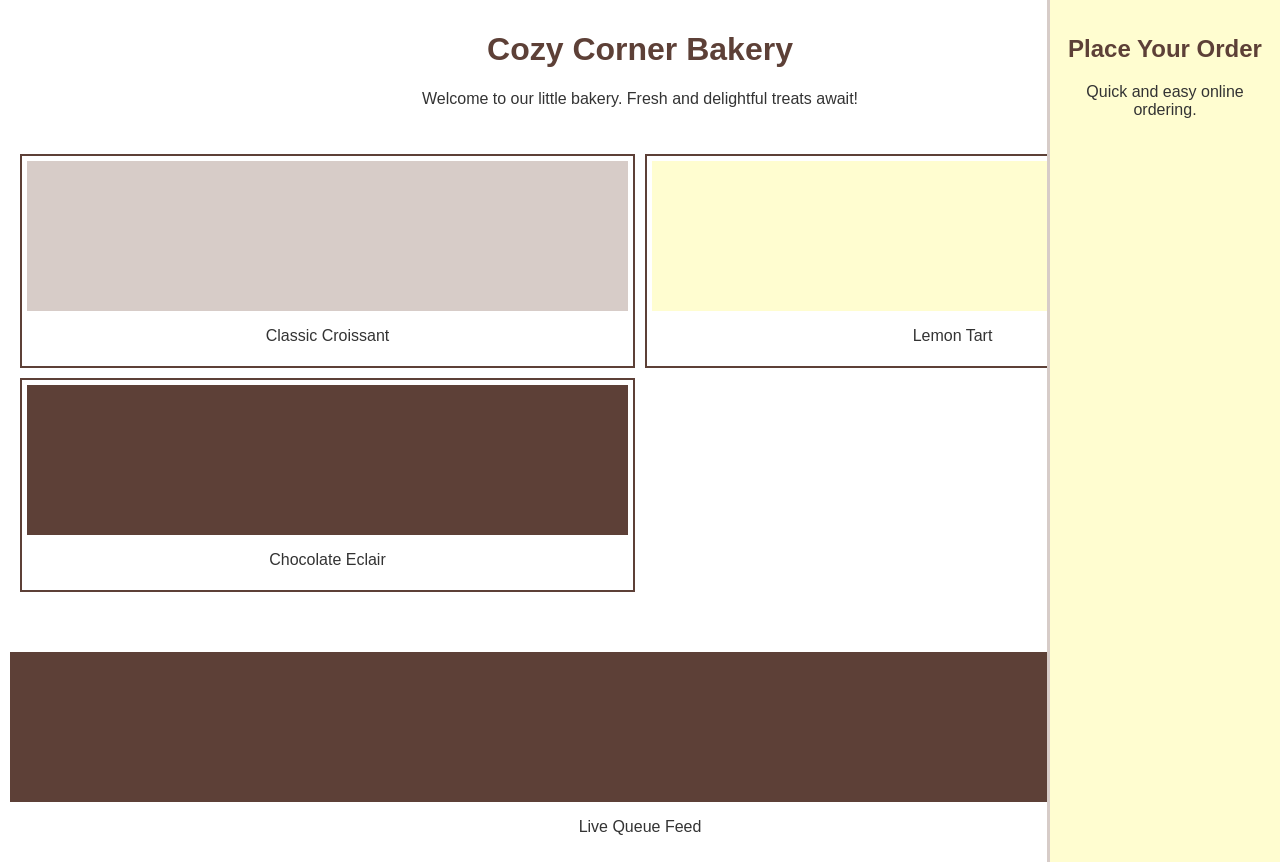 Cozy Corner Bakery
Welcome to our little bakery. Fresh and delightful treats await!
Classic Croissant
Lemon Tart
Chocolate Eclair
Live Queue Feed
Place Your Order
Quick and easy online
ordering.